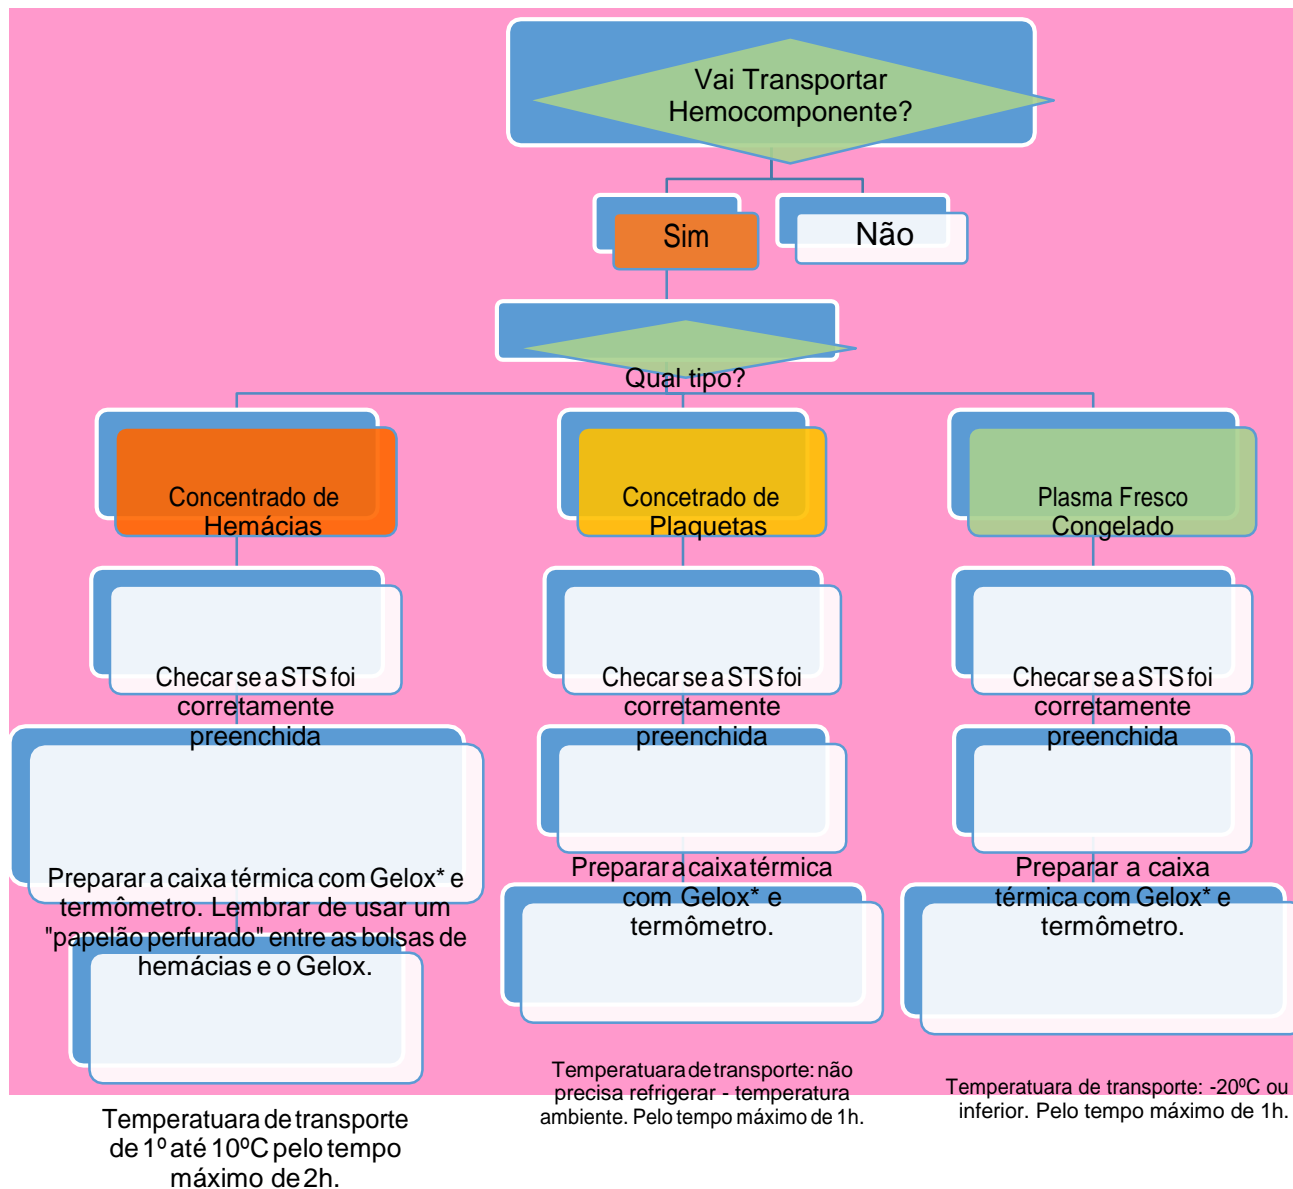 Vai Transportar
Hemocomponente?
Sim
Não
Qual tipo?
Concentrado de
Hemácias
Concetrado de
Plaquetas
Plasma Fresco
Congelado
Checar se a STS foi
corretamente
preenchida
Checar se a STS foi
corretamente
preenchida
Checar se a STS foi
corretamente
preenchida
Preparar a caixa térmica com Gelox* e
termômetro. Lembrar de usar um
"papelão perfurado" entre as bolsas de
hemácias e o Gelox.
Preparar a caixa térmica
com Gelox* e
termômetro.
Preparar a caixa
térmica com Gelox* e
termômetro.
Temperatuara de transporte
de 1º até 10ºC pelo tempo
máximo de 2h.
Temperatuara de transporte: não
precisa refrigerar - temperatura
ambiente. Pelo tempo máximo de 1h.
Temperatuara de transporte: -20ºC ou
inferior. Pelo tempo máximo de 1h.